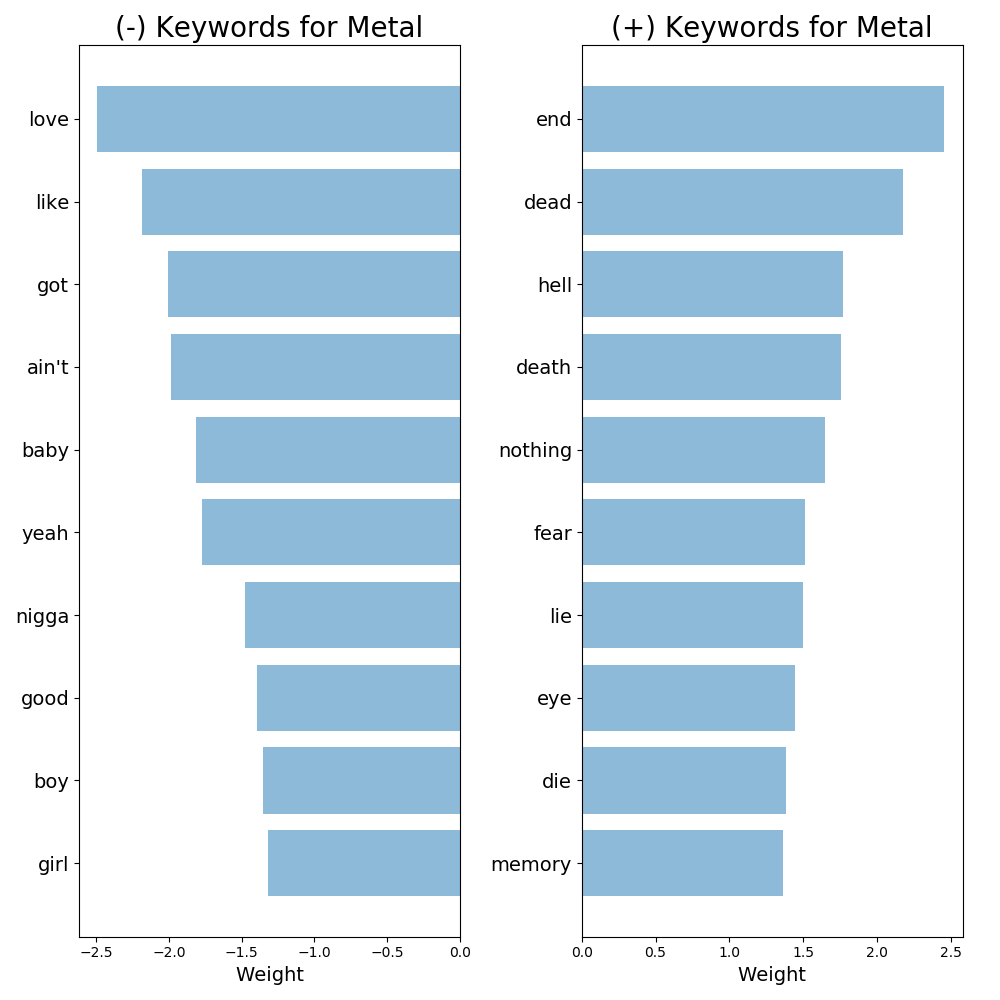 (-) Keywords for Metal
love
like
got
ain't
baby
yeah
nigga
good
boy
girl
−2.5 −2.0 −1.5 −1.0 −0.5 0.0
Weight
(+) Keywords for Metal
end
dead
hell
death
nothing
fear
lie
eye
die
memory
0.0 0.5 1.0 1.5 2.0 2.5
Weight